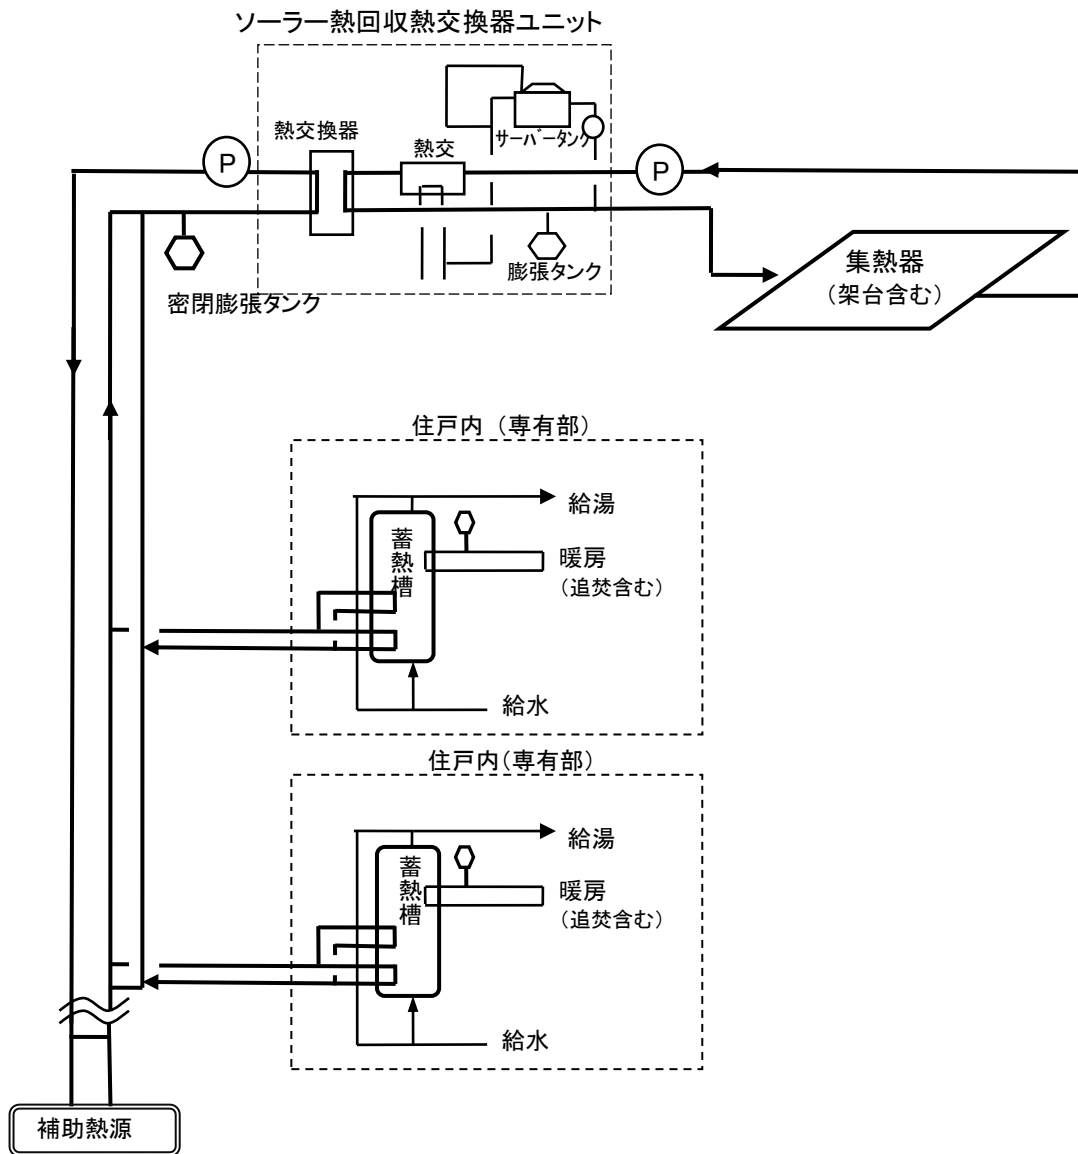 ソーラー熱回収熱交換器ユニット
熱交換器
熱交
サーバータンク
P
P
集熱器
(架台含む)
膨張タンク
密閉膨張タンク
住戸内 (専有部)
給湯
蓄熱槽
暖房
(追焚含む)
給水
住戸内(専有部)
給湯
蓄熱槽
暖房
(追焚含む)
給水
補助熱源